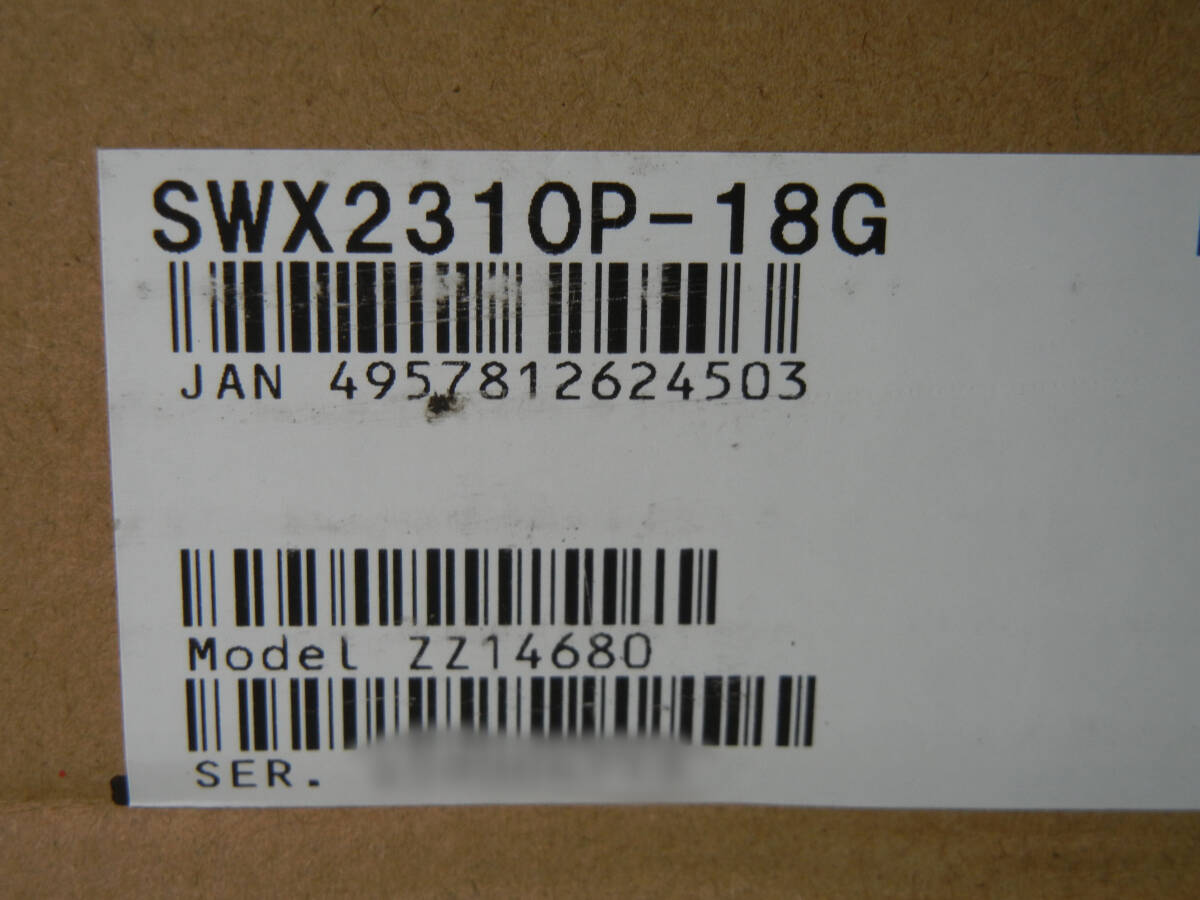 SWX2310P-18G
JAN 4957812624503
Model ZZ14680
SER.